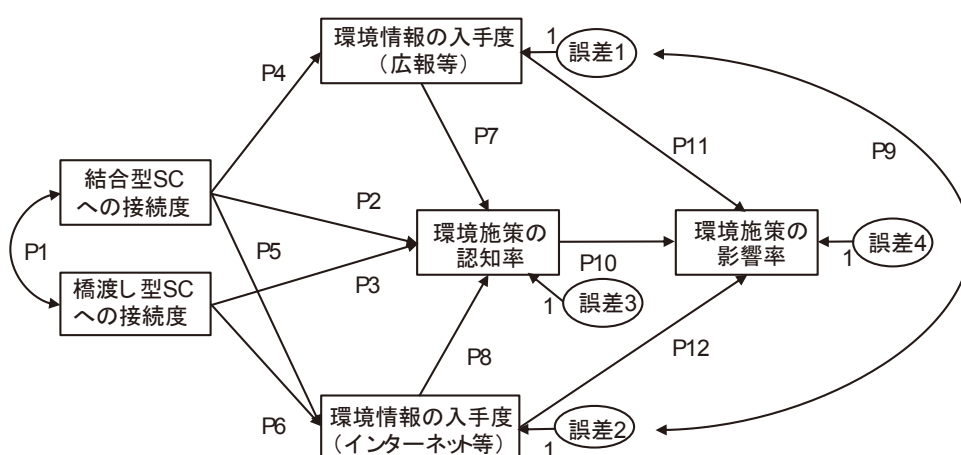 環境情報の入手度
（広報等）
1
誤差1
P4
P7
P11
P9
結合型SC
への接続度
P2
P1
P5
環境施策の
認知率
P10
環境施策の
影響率
1
誤差4
橋渡し型SC
への接続度
P3
1
誤差3
P8
P12
P6
環境情報の入手度
（インターネット等）
1
誤差2